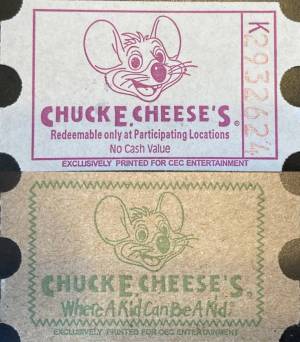 K2932624
CHUCK E. CHEESE'S®
Redeemable only at Participating Locations
No Cash Value
EXCLUSIVELY PRINTED FOR CEC ENTERTAINMENT
CHUCK E. CHEESE'S®
Where A Kid Can Be A Kid.®
EXCLUSIVELY PRINTED FOR CEC ENTERTAINMENT